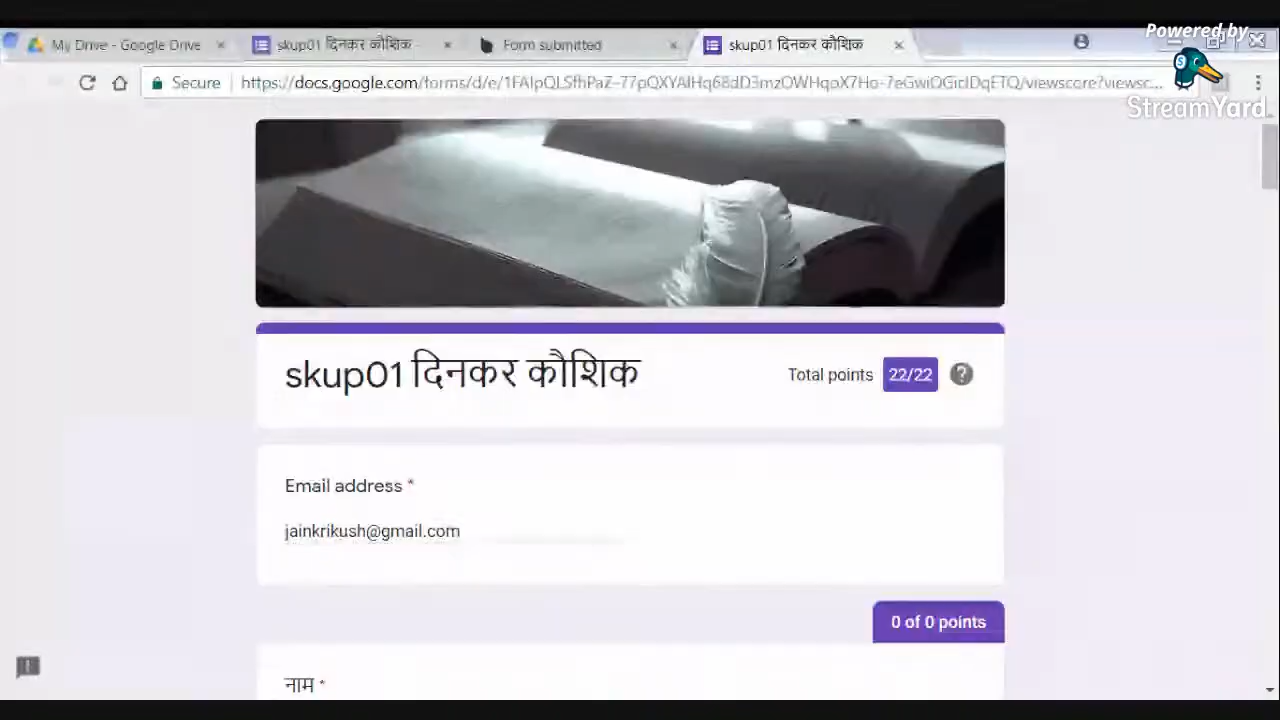 Powered by
StreamYard
My Drive - Google Drive
skup01 दिनकर कौशिक
Form submitted
skup01 दिनकर कौशिक
Secure
Total points 22/22
skup01 दिनकर कौशिक
Email address *
jainkrikush@gmail.com
0 of 0 points
नाम *